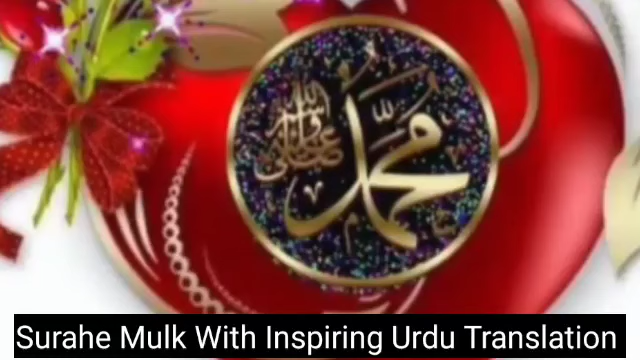 محمد
صلى الله عليه وسلم
Surahe Mulk With Inspiring Urdu Translation